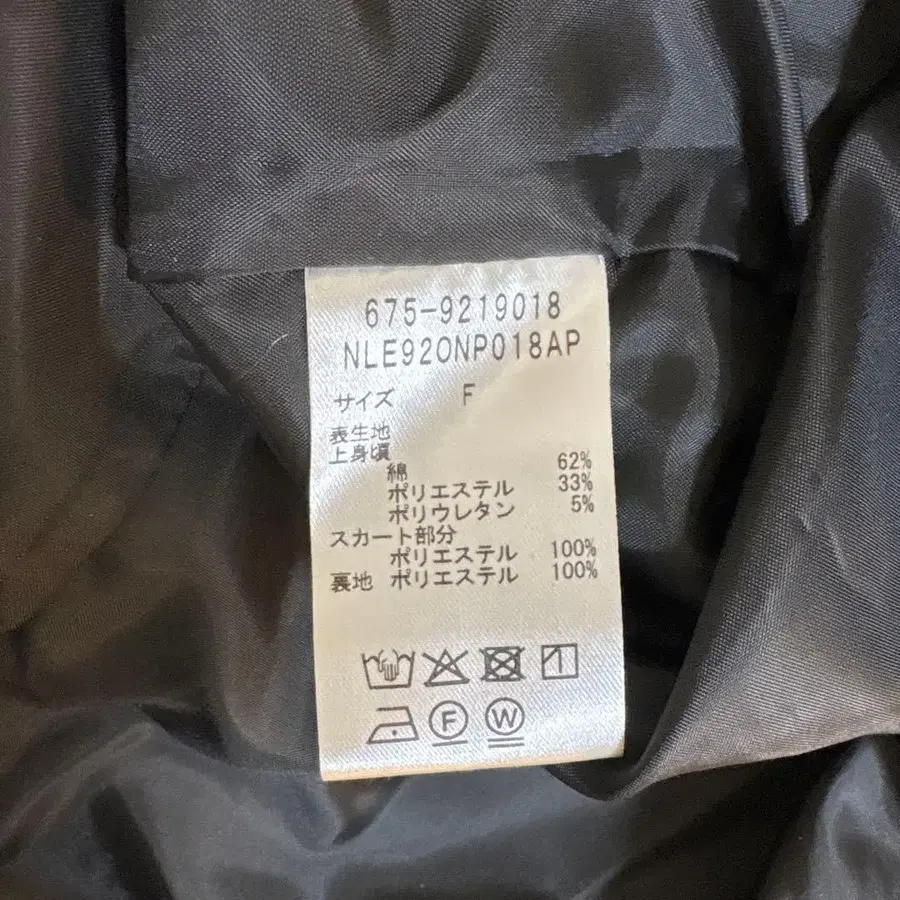 675-9219018
NLE920NP018AP
サイズ F
表生地
上身頃
綿 62%
ポリエステル 33%
ポリウレタン 5%
スカート部分
ポリエステル 100%
裏地 ポリエステル 100%
F W